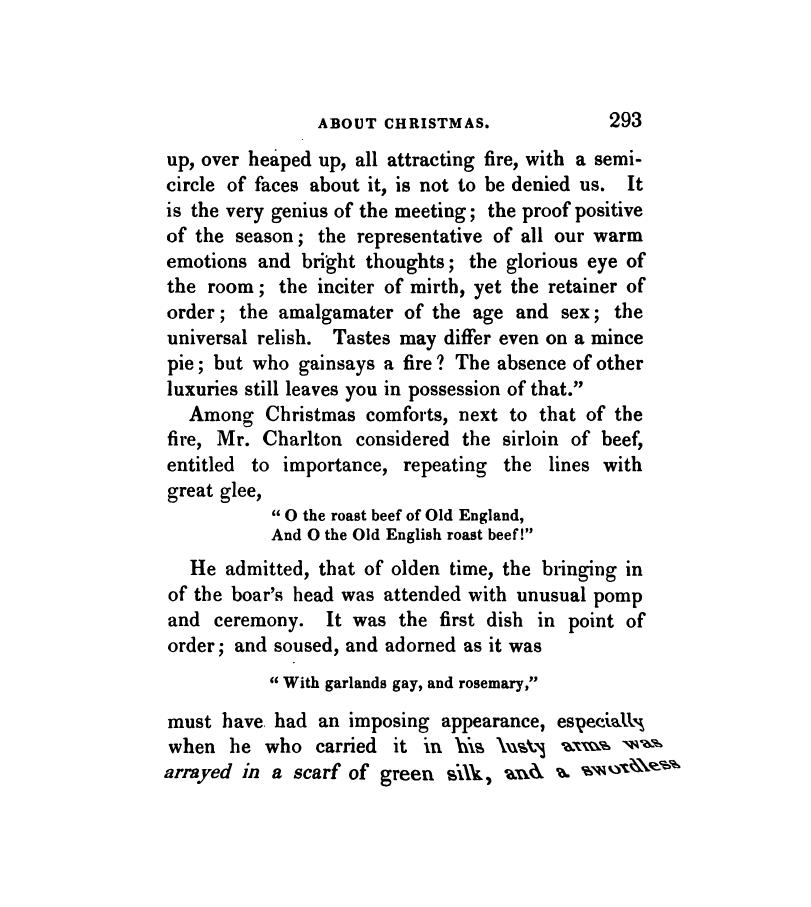 ABOUT CHRISTMAS. 293
up, over heaped up, all attracting fire, with a semi-
circle of faces about it, is not to be denied us. It
is the very genius of the meeting; the proof positive
of the season; the representative of all our warm
emotions and bright thoughts; the glorious eye of
the room; the inciter of mirth, yet the retainer of
order; the amalgamater of the age and sex; the
universal relish. Tastes may differ even on a mince
pie; but who gainsays a fire? The absence of other
luxuries still leaves you in possession of that.”
Among Christmas comforts, next to that of the
fire, Mr. Charlton considered the sirloin of beef,
entitled to importance, repeating the lines with
great glee,
“O the roast beef of Old England,
And O the Old English roast beef!”
He admitted, that of olden time, the bringing in
of the boar’s head was attended with unusual pomp
and ceremony. It was the first dish in point of
order; and soused, and adorned as it was
“With garlands gay, and rosemary,”
must have had an imposing appearance, especially
when he who carried it in his lusty arms was
arrayed in a scarf of green silk, and a swordless